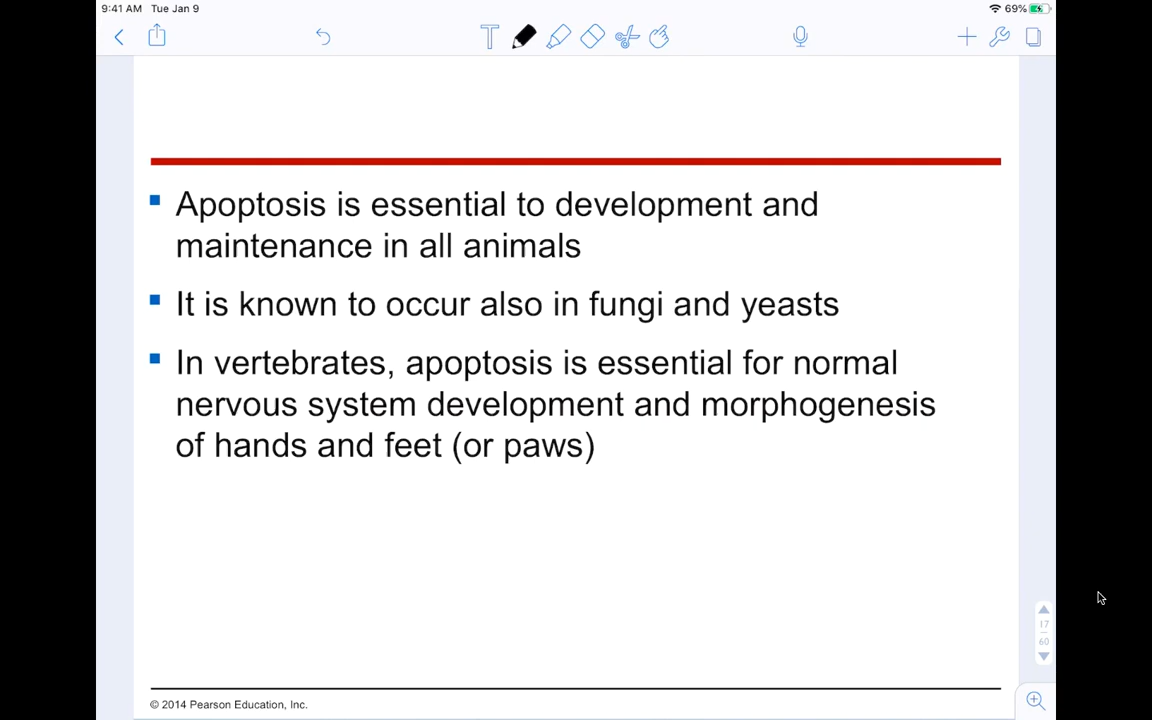 9:41 AM Tue Jan 9
69%
Apoptosis is essential to development and
maintenance in all animals
It is known to occur also in fungi and yeasts
In vertebrates, apoptosis is essential for normal
nervous system development and morphogenesis
of hands and feet (or paws)
17
60
© 2014 Pearson Education, Inc.